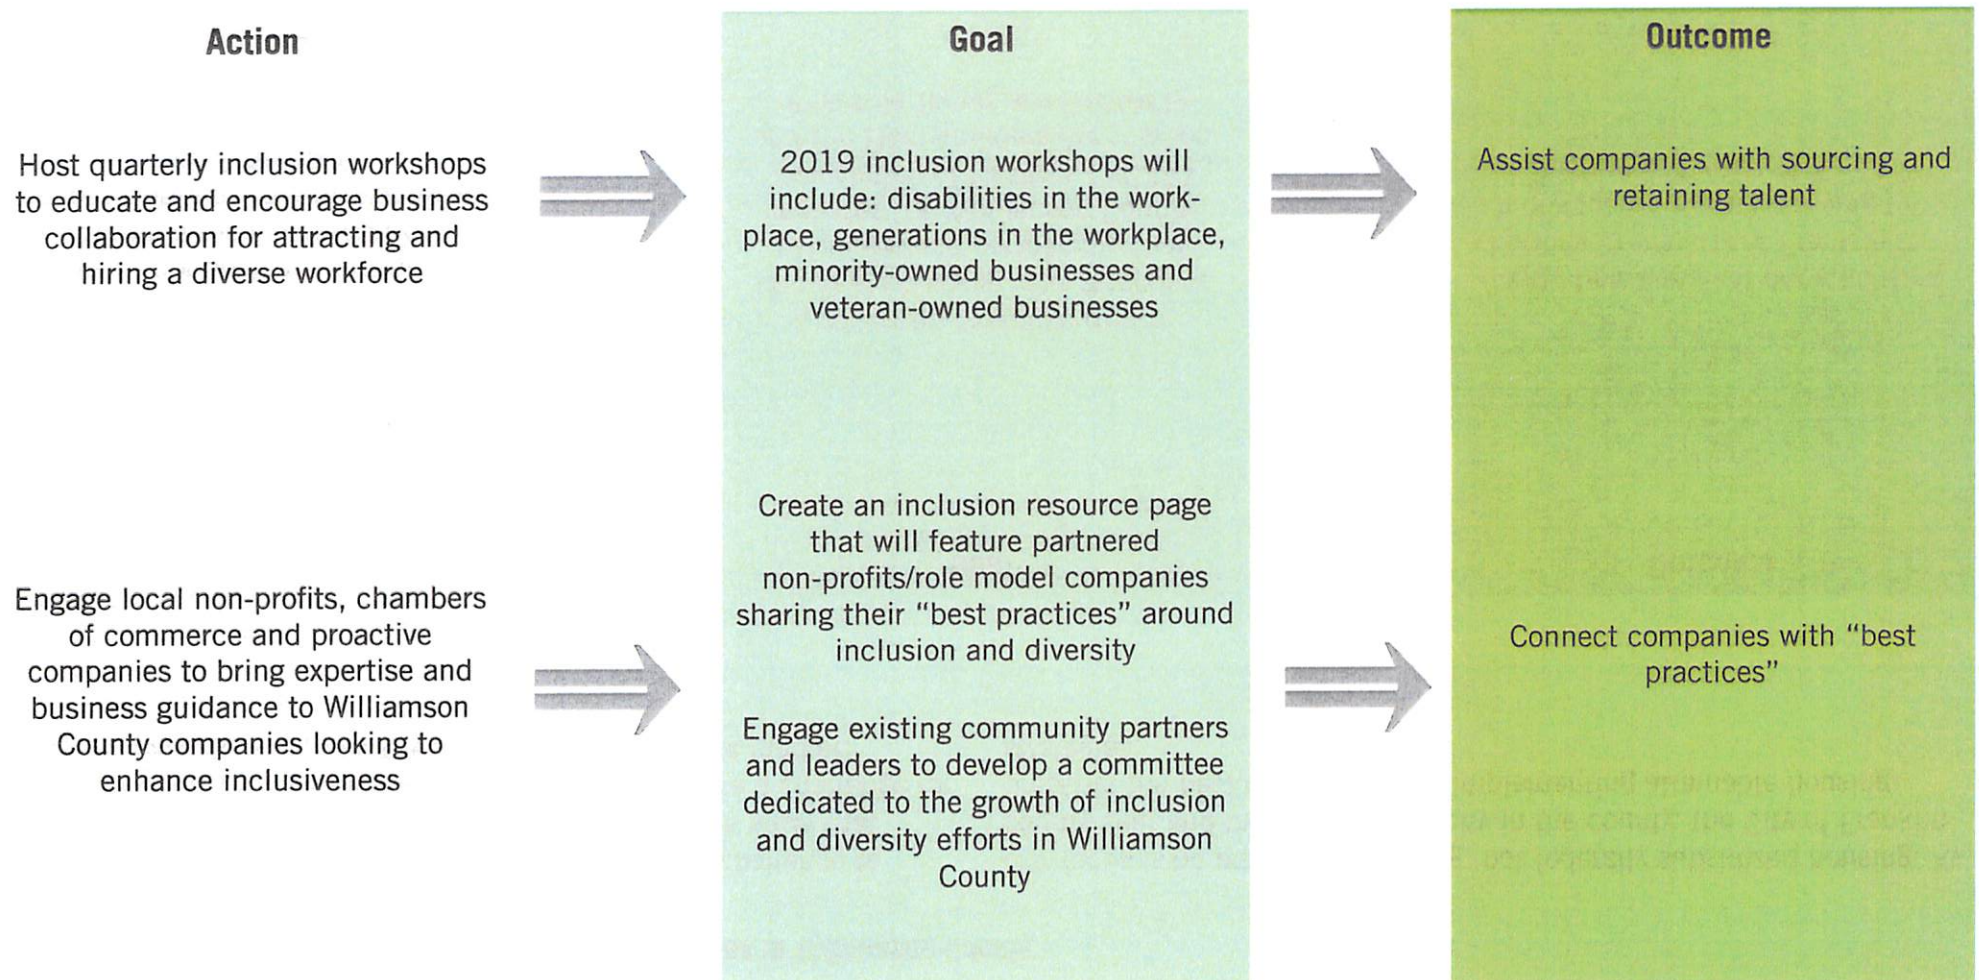 Action
Goal
Outcome
Host quarterly inclusion workshops
to educate and encourage business
collaboration for attracting and
hiring a diverse workforce
2019 inclusion workshops will
include: disabilities in the work-
place, generations in the workplace,
minority-owned businesses and
veteran-owned businesses
Assist companies with sourcing and
retaining talent
Engage local non-profits, chambers
of commerce and proactive
companies to bring expertise and
business guidance to Williamson
County companies looking to
enhance inclusiveness
Create an inclusion resource page
that will feature partnered
non-profits/role model companies
sharing their “best practices” around
inclusion and diversity
Engage existing community partners
and leaders to develop a committee
dedicated to the growth of inclusion
and diversity efforts in Williamson
County
Connect companies with “best
practices”